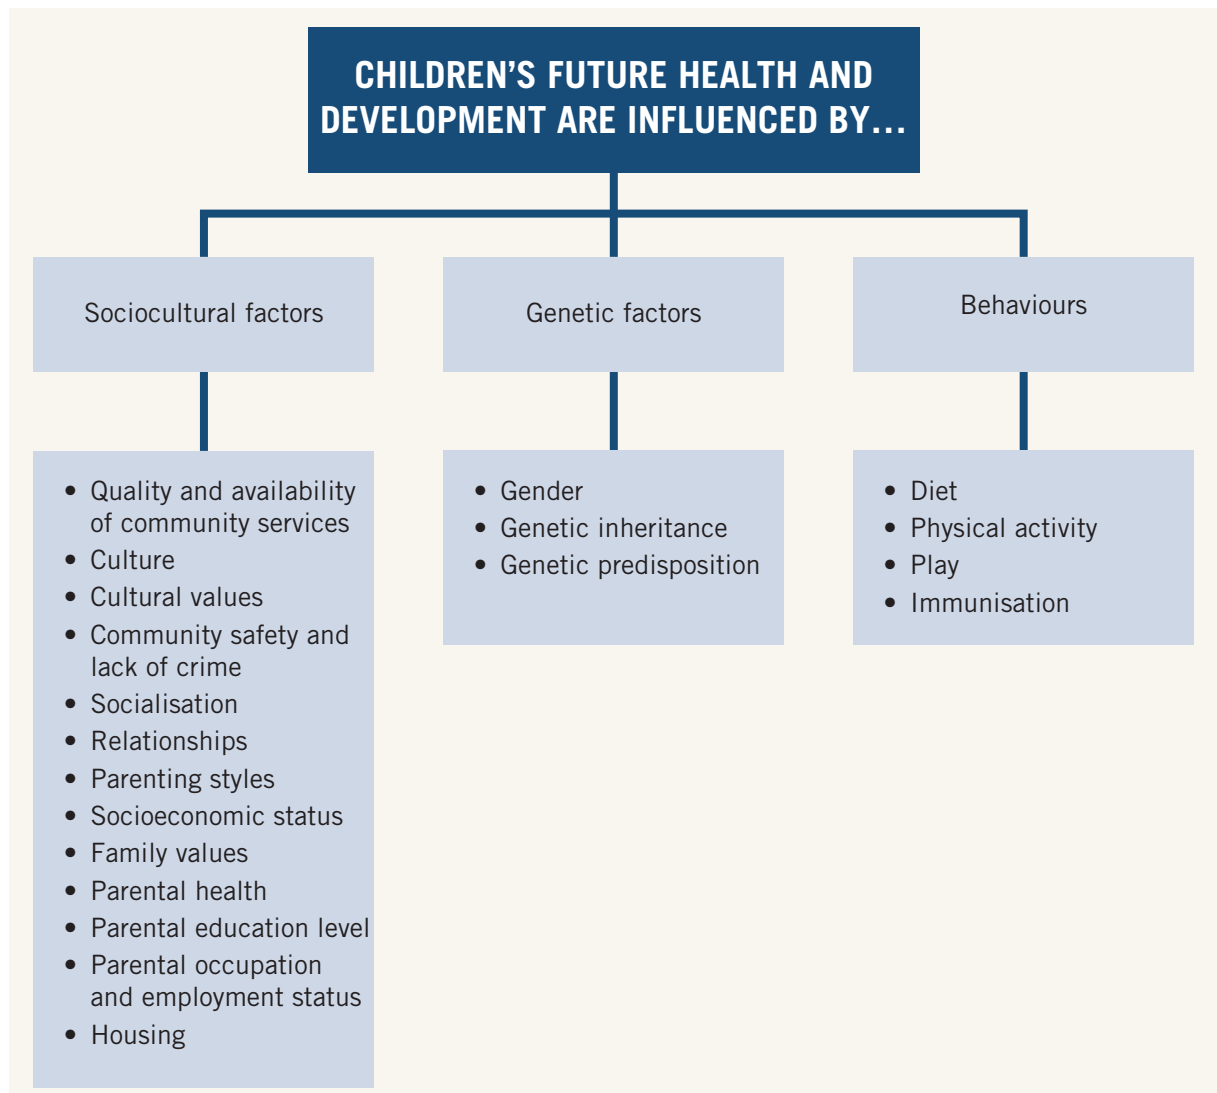 CHILDREN’S FUTURE HEALTH AND
DEVELOPMENT ARE INFLUENCED BY…
Sociocultural factors
• Quality and availability
of community services
• Culture
• Cultural values
• Community safety and
lack of crime
• Socialisation
• Relationships
• Parenting styles
• Socioeconomic status
• Family values
• Parental health
• Parental education level
• Parental occupation
and employment status
• Housing
Genetic factors
• Gender
• Genetic inheritance
• Genetic predisposition
Behaviours
• Diet
• Physical activity
• Play
• Immunisation